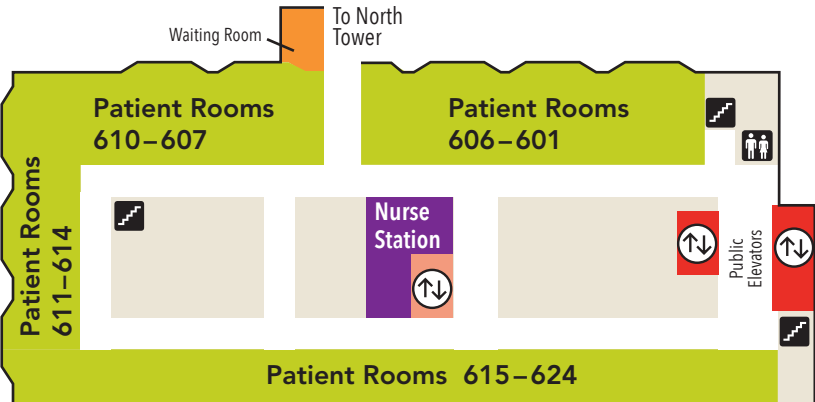 To North
Tower
Waiting Room
Patient Rooms
610–607
Patient Rooms
606–601
Patient Rooms
611–614
Nurse
Station
Public
Elevators
Patient Rooms 615–624